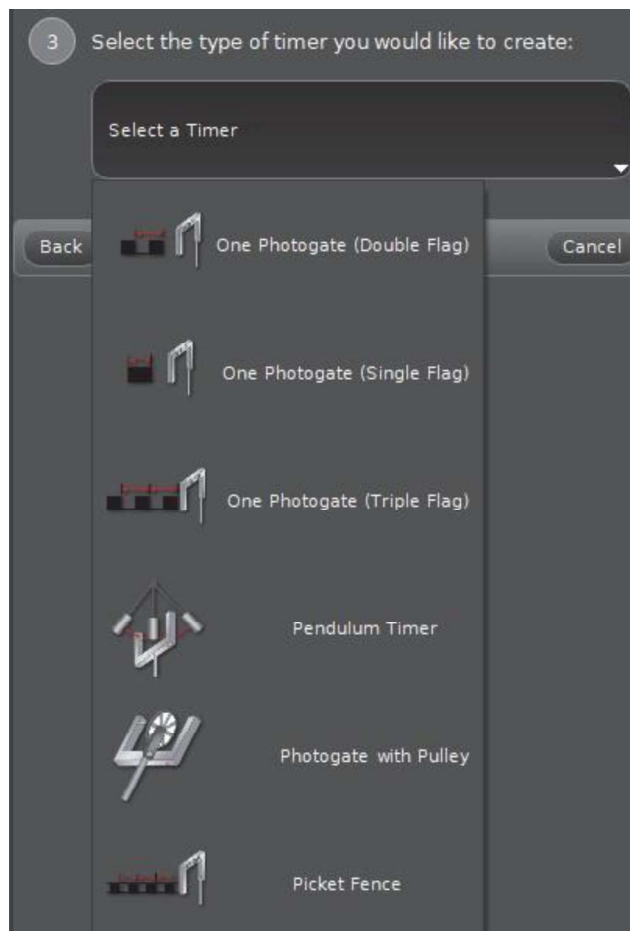 3 Select the type of timer you would like to create:
Select a Timer
Back
Cancel
One Photogate (Double Flag)
One Photogate (Single Flag)
One Photogate (Triple Flag)
Pendulum Timer
Photogate with Pulley
Picket Fence